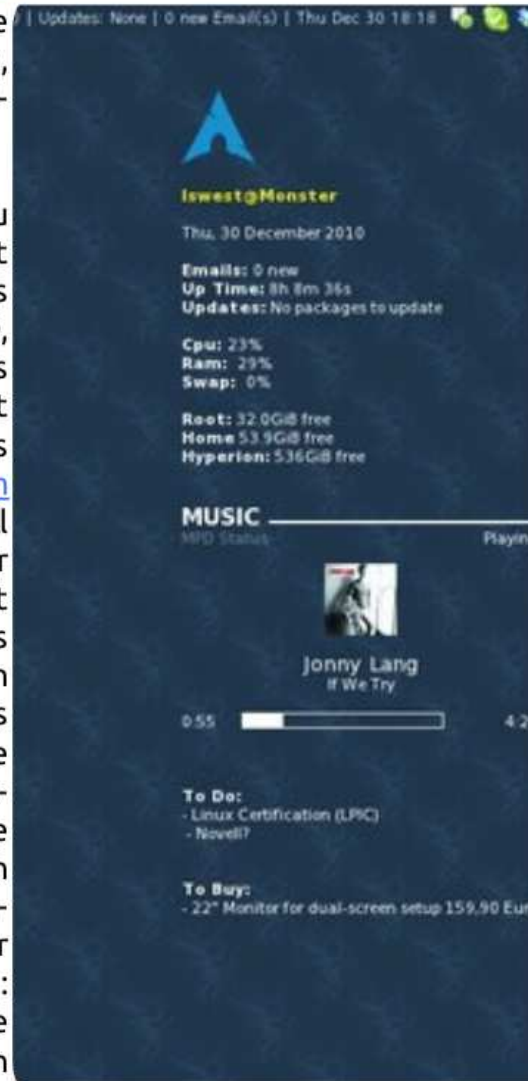 | Updates: None | 0 new Email(s) | Thu Dec 30 18:18
lswest@Monster
Thu, 30 December 2010
Emails: 0 new
Up Time: 8h 8m 36s
Updates: No packages to update
Cpu: 23%
Ram: 29%
Swap: 0%
Root: 32.0GiB free
Home 53.9GiB free
Hyperion: 536GiB free
MUSIC
MPD Status
Playin
Jonny Lang
If We Try
0:55
4:2
To Do:
- Linux Certification (LPIC)
- Novell?
To Buy:
- 22" Monitor for dual-screen setup 159,90 Eur